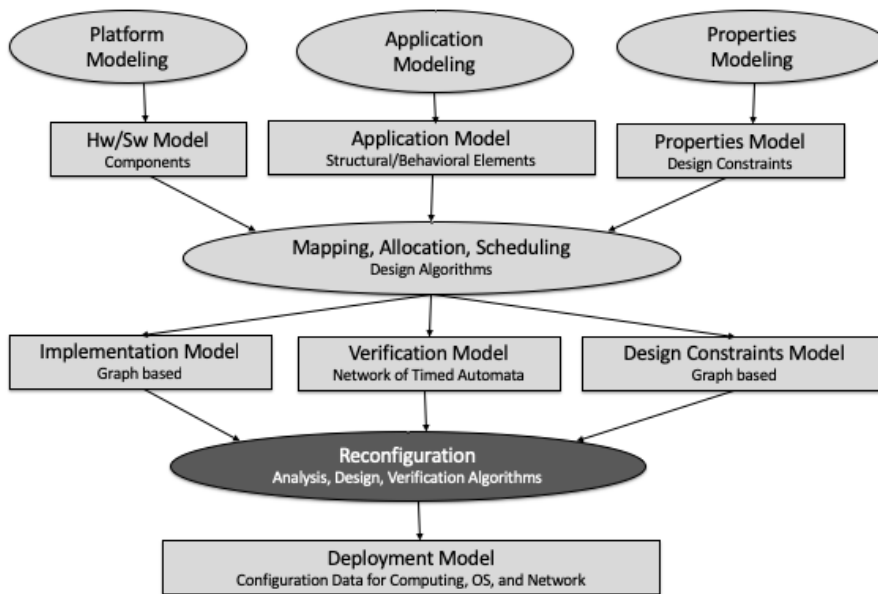 Platform
Modeling
Application
Modeling
Properties
Modeling
Hw/Sw Model
Components
Application Model
Structural/Behavioral Elements
Properties Model
Design Constraints
Mapping, Allocation, Scheduling
Design Algorithms
Implementation Model
Graph based
Verification Model
Network of Timed Automata
Design Constraints Model
Graph based
Reconfiguration
Analysis, Design, Verification Algorithms
Deployment Model
Configuration Data for Computing, OS, and Network